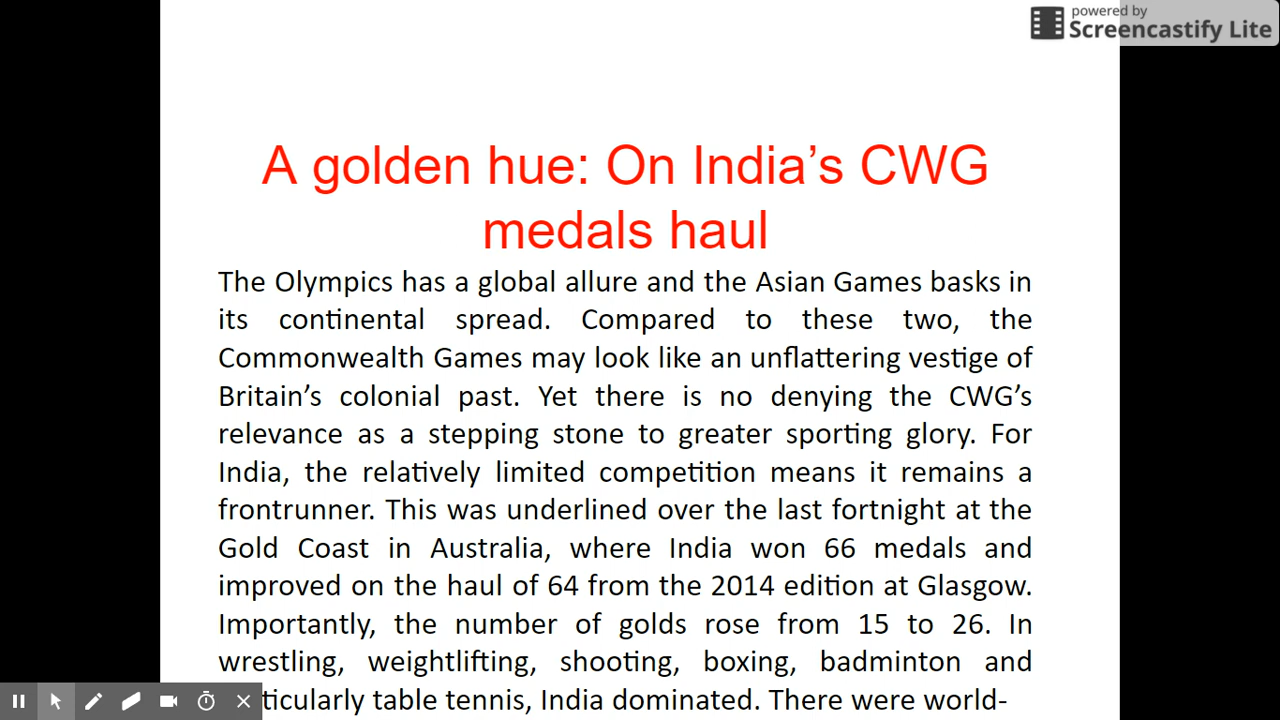 powered by
Screencastify Lite
A golden hue: On India’s CWG
medals haul
The Olympics has a global allure and the Asian Games basks in
its continental spread. Compared to these two, the
Commonwealth Games may look like an unflattering vestige of
Britain’s colonial past. Yet there is no denying the CWG’s
relevance as a stepping stone to greater sporting glory. For
India, the relatively limited competition means it remains a
frontrunner. This was underlined over the last fortnight at the
Gold Coast in Australia, where India won 66 medals and
improved on the haul of 64 from the 2014 edition at Glasgow.
Importantly, the number of golds rose from 15 to 26. In
wrestling, weightlifting, shooting, boxing, badminton and
ticularly table tennis, India dominated. There were world-